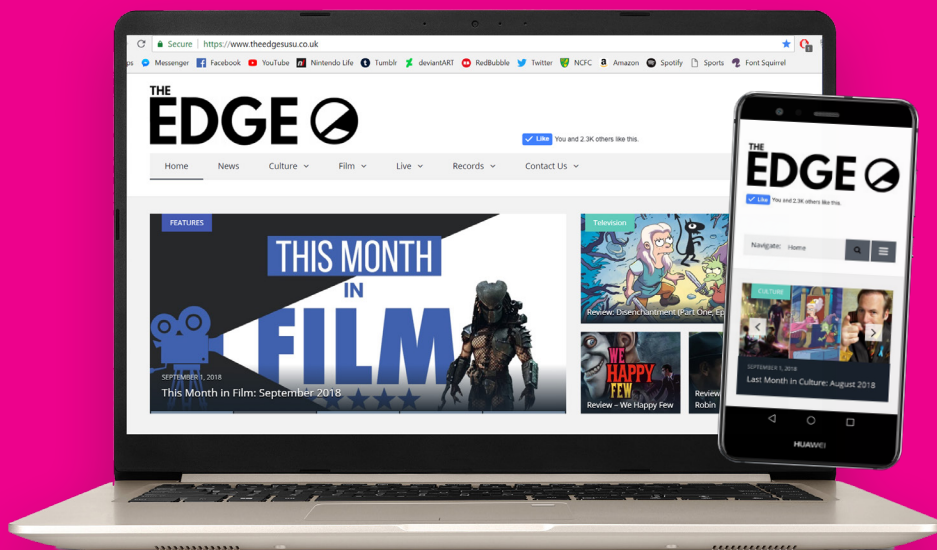 Secure https://www.theedgesusu.co.uk
ps Messenger Facebook YouTube Nintendo Life Tumblr deviantART RedBubble Twitter NCFC Amazon Spotify Sports Font Squirrel
THE
EDGE
Like You and 2.3K others like this.
Home News Culture Film Live Records Contact Us
FEATURES
THIS MONTH
IN
FILM
SEPTEMBER 1, 2018
This Month in Film: September 2018
Television
Review: Disenchantment (Part One, Ep
WE
HAPPY
FEW
Review – We Happy Few
Review
Robin
THE
EDGE
Like You and 2.3K others like this.
Navigate: Home
CULTURE
SEPTEMBER 1, 2018
Last Month in Culture: August 2018
HUAWEI